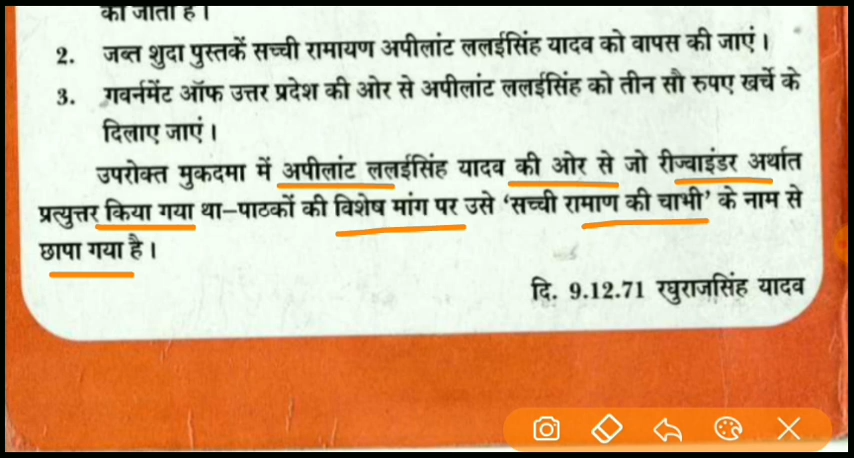 की जाती है।
2. जब्त शुदा पुस्तकें सच्ची रामायण अपीलांट ललईसिंह यादव को वापस की जाएं।
3. गवर्नमेंट ऑफ उत्तर प्रदेश की ओर से अपीलांट ललईसिंह को तीन सौ रुपए खर्चे के
दिलाए जाएं।
उपरोक्त मुकदमा में अपीलांट ललईसिंह यादव की ओर से जो रीज्वाइंडर अर्थात
प्रत्युत्तर किया गया था–पाठकों की विशेष मांग पर उसे ‘सच्ची रामाण की चाभी’ के नाम से
छापा गया है।
दि. 9.12.71 रघुराजसिंह यादव